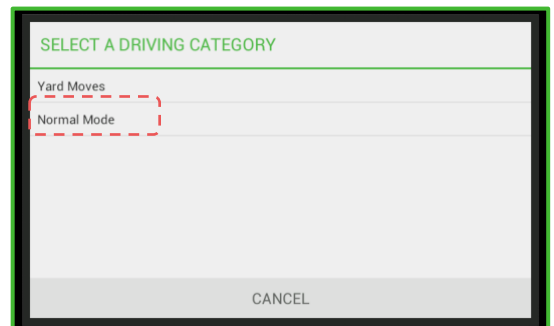 SELECT A DRIVING CATEGORY
Yard Moves
Normal Mode
CANCEL